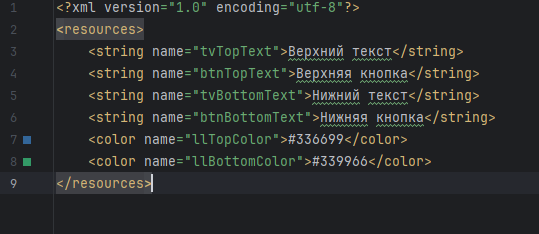 1 <?xml version="1.0" encoding="utf-8"?>
2 <resources>
3     <string name="tvTopText">Верхний текст</string>
4     <string name="btnTopText">Верхняя кнопка</string>
5     <string name="tvBottomText">Нижний текст</string>
6     <string name="btnBottomText">Нижняя кнопка</string>
7     <color name="llTopColor">#336699</color>
8     <color name="llBottomColor">#339966</color>
9 </resources>